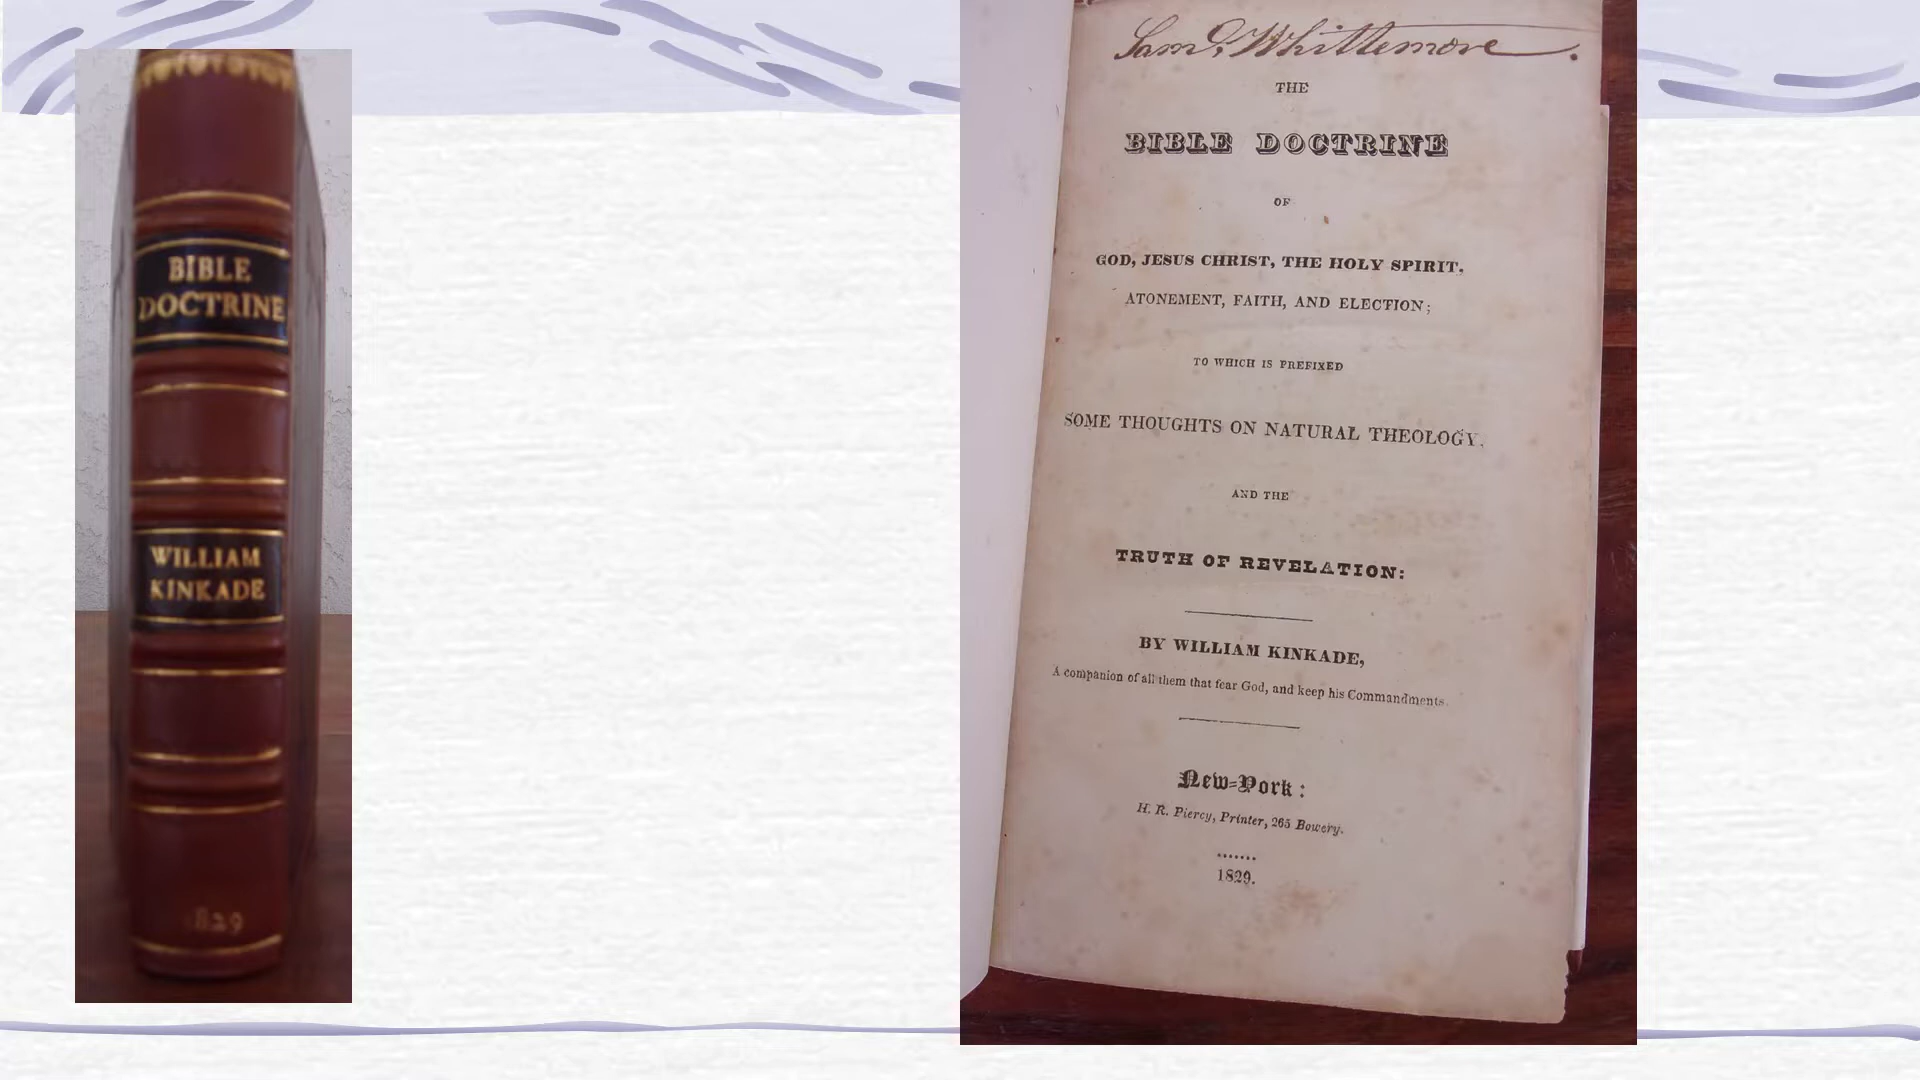 BIBLE
DOCTRINE
WILLIAM
KINKADE
1829
Saml. Whittemore.
THE
BIBLE DOCTRINE
OF
GOD, JESUS CHRIST, THE HOLY SPIRIT,
ATONEMENT, FAITH, AND ELECTION;
TO WHICH IS PREFIXED
SOME THOUGHTS ON NATURAL THEOLOGY,
AND THE
TRUTH OF REVELATION:
BY WILLIAM KINKADE,
A companion of all them that fear God, and keep his Commandments.
New-York:
H. R. Piercy, Printer, 265 Bowery.
.......
1829.